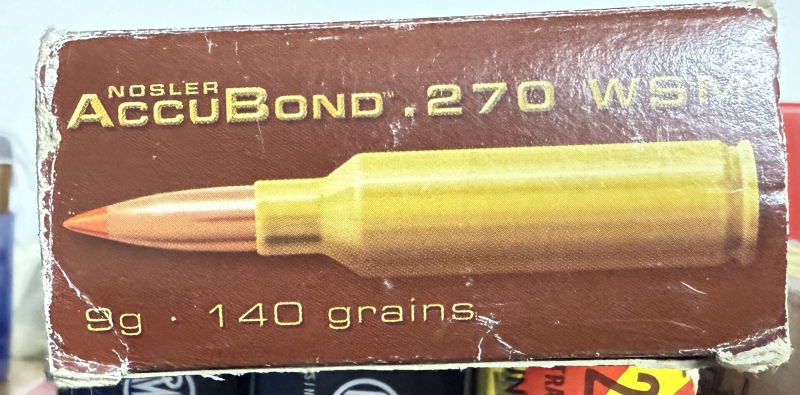 NOSLER
ACCUBOND™ .270 WSM
9g · 140 grains